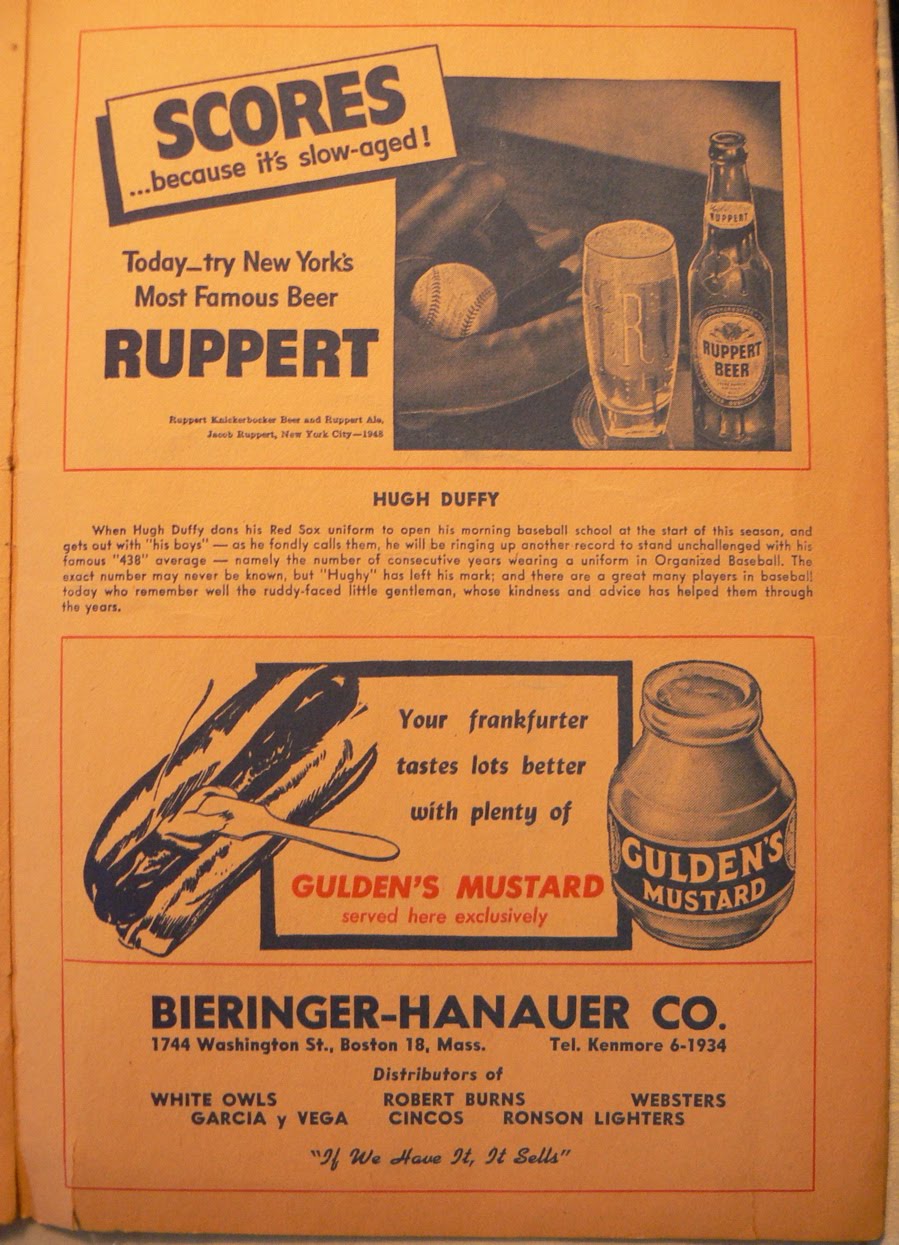 SCORES
...because it's slow-aged!
Today—try New York's
Most Famous Beer
RUPPERT
Ruppert Knickerbocker Beer and Ruppert Ale,
Jacob Ruppert, New York City—1948
RUPPERT
RUPPERT
BEER
R
HUGH DUFFY
When Hugh Duffy dons his Red Sox uniform to open his morning baseball school at the start of this season, and
gets out with "his boys" — as he fondly calls them, he will be ringing up another record to stand unchallenged with his
famous "438" average — namely the number of consecutive years wearing a uniform in Organized Baseball. The
exact number may never be known, but "Hughy" has left his mark; and there are a great many players in baseball
today who remember well the ruddy-faced little gentleman, whose kindness and advice has helped them through
the years.
Your frankfurter
tastes lots better
with plenty of
GULDEN'S MUSTARD
served here exclusively
GULDEN'S
MUSTARD
BIERINGER-HANAUER CO.
1744 Washington St., Boston 18, Mass. Tel. Kenmore 6-1934
Distributors of
WHITE OWLS ROBERT BURNS WEBSTERS
GARCIA y VEGA CINCOS RONSON LIGHTERS
"If We Have It, It Sells"